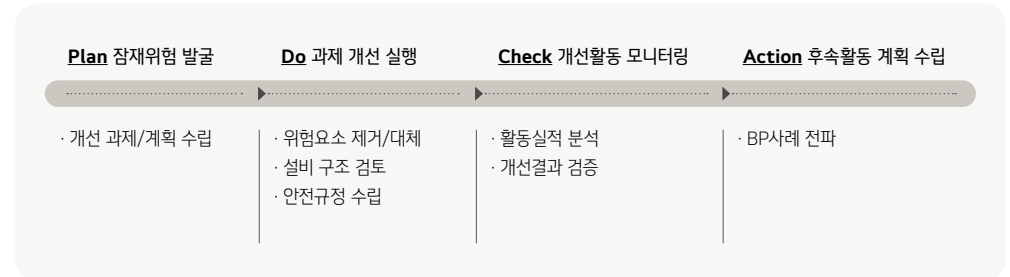 Plan 잠재위험 발굴
· 개선 과제/계획 수립
Do 과제 개선 실행
· 위험요소 제거/대체
· 설비 구조 검토
· 안전규정 수립
Check 개선활동 모니터링
· 활동실적 분석
· 개선결과 검증
Action 후속활동 계획 수립
· BP사례 전파